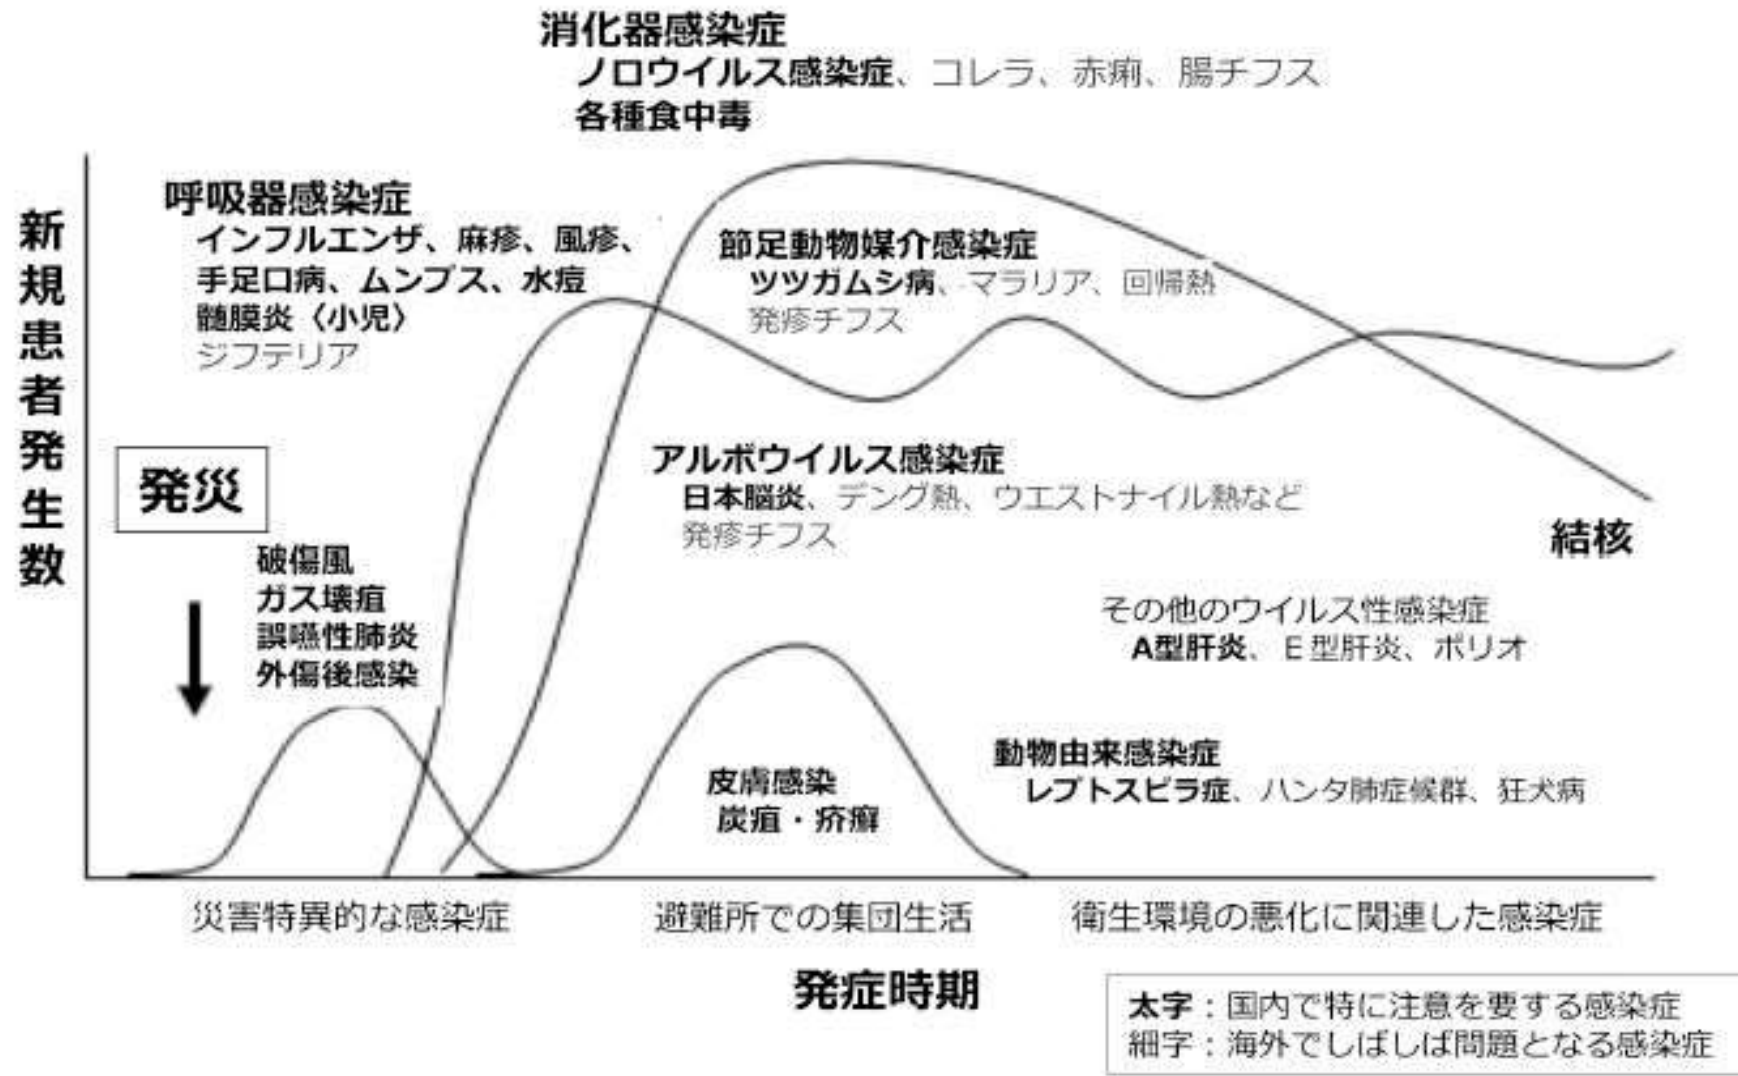 消化器感染症
ノロウイルス感染症、コレラ、赤痢、腸チフス
各種食中毒
新規患者発生数
呼吸器感染症
インフルエンザ、麻疹、風疹、
手足口病、ムンプス、水痘
髄膜炎〈小児〉
ジフテリア
節足動物媒介感染症
ツツガムシ病、マラリア、回帰熱
発疹チフス
発災
アルボウイルス感染症
日本脳炎、デング熱、ウエストナイル熱など
発疹チフス
結核
破傷風
ガス壊疽
誤嚥性肺炎
外傷後感染
その他のウイルス性感染症
A型肝炎、E型肝炎、ポリオ
皮膚感染
炭疽・疥癬
動物由来感染症
レプトスピラ症、ハンタ肺症候群、狂犬病
災害特異的な感染症
避難所での集団生活
衛生環境の悪化に関連した感染症
発症時期
太字：国内で特に注意を要する感染症
細字：海外でしばしば問題となる感染症